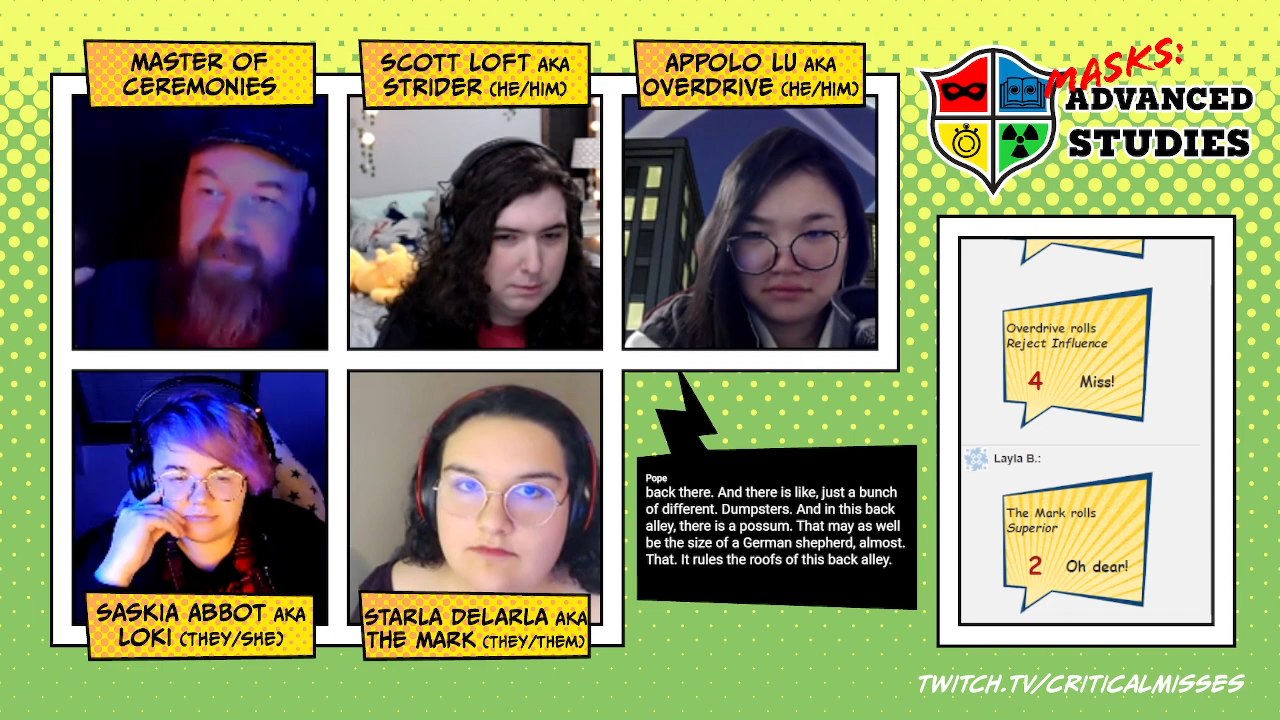 MASTER OF
CEREMONIES
SCOTT LOFT AKA
STRIDER (HE/HIM)
APPOLO LU AKA
OVERDRIVE (HE/HIM)
MASKS:
ADVANCED
STUDIES
Overdrive rolls
Reject Influence
4 Miss!
Layla B.:
The Mark rolls
Superior
2 Oh dear!
Pope
back there. And there is like, just a bunch
of different. Dumpsters. And in this back
alley, there is a possum. That may as well
be the size of a German shepherd, almost.
That. It rules the roofs of this back alley.
SASKIA ABBOT AKA
LOKI (THEY/SHE)
STARLA DELARLA AKA
THE MARK (THEY/THEM)
TWITCH.TV/CRITICALMISSES